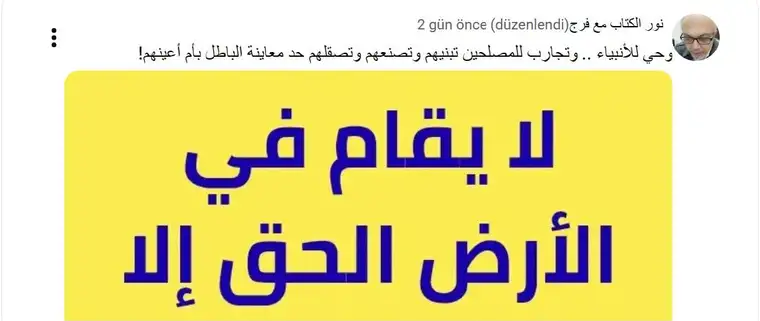 نور الكتاب مع فرج(düzenlendi) 2 gün önce
وحي للأنبياء .. وتجارب للمصلحين تبنيهم وتصنعهم وتصقلهم حد معاينة الباطل بأم أعينهم!
لا يقام في
الأرض الحق إلا